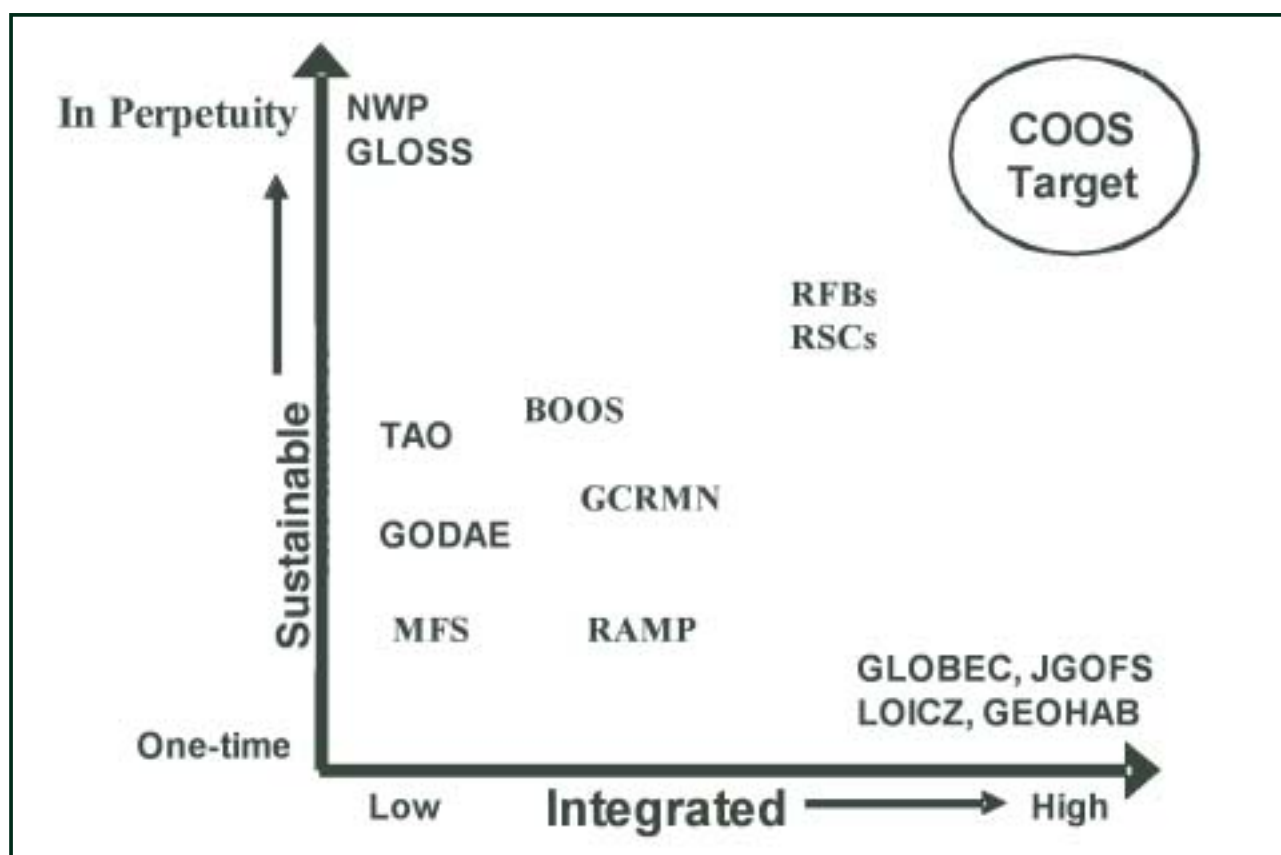 In Perpetuity
NWP
GLOSS
COOS
Target
RFBs
RSCs
BOOS
TAO
GCRMN
GODAE
MFS
RAMP
Sustainable
GLOBEC, JGOFS
LOICZ, GEOHAB
One-time
Low
Integrated
High